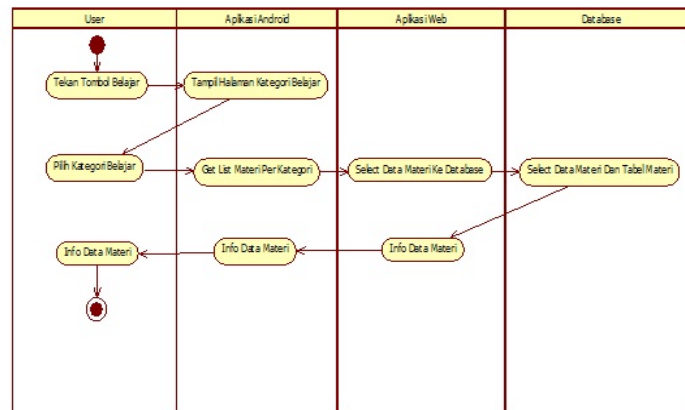 User
Aplikasi Android
Aplikasi Web
Database
Tekan Tombol Belajar
Tampil Halaman Kategori Belajar
Pilih Kategori Belajar
Get List Materi Per Kategori
Select Data Materi Ke Database
Select Data Materi Dan Tabel Materi
Info Data Materi
Info Data Materi
Info Data Materi